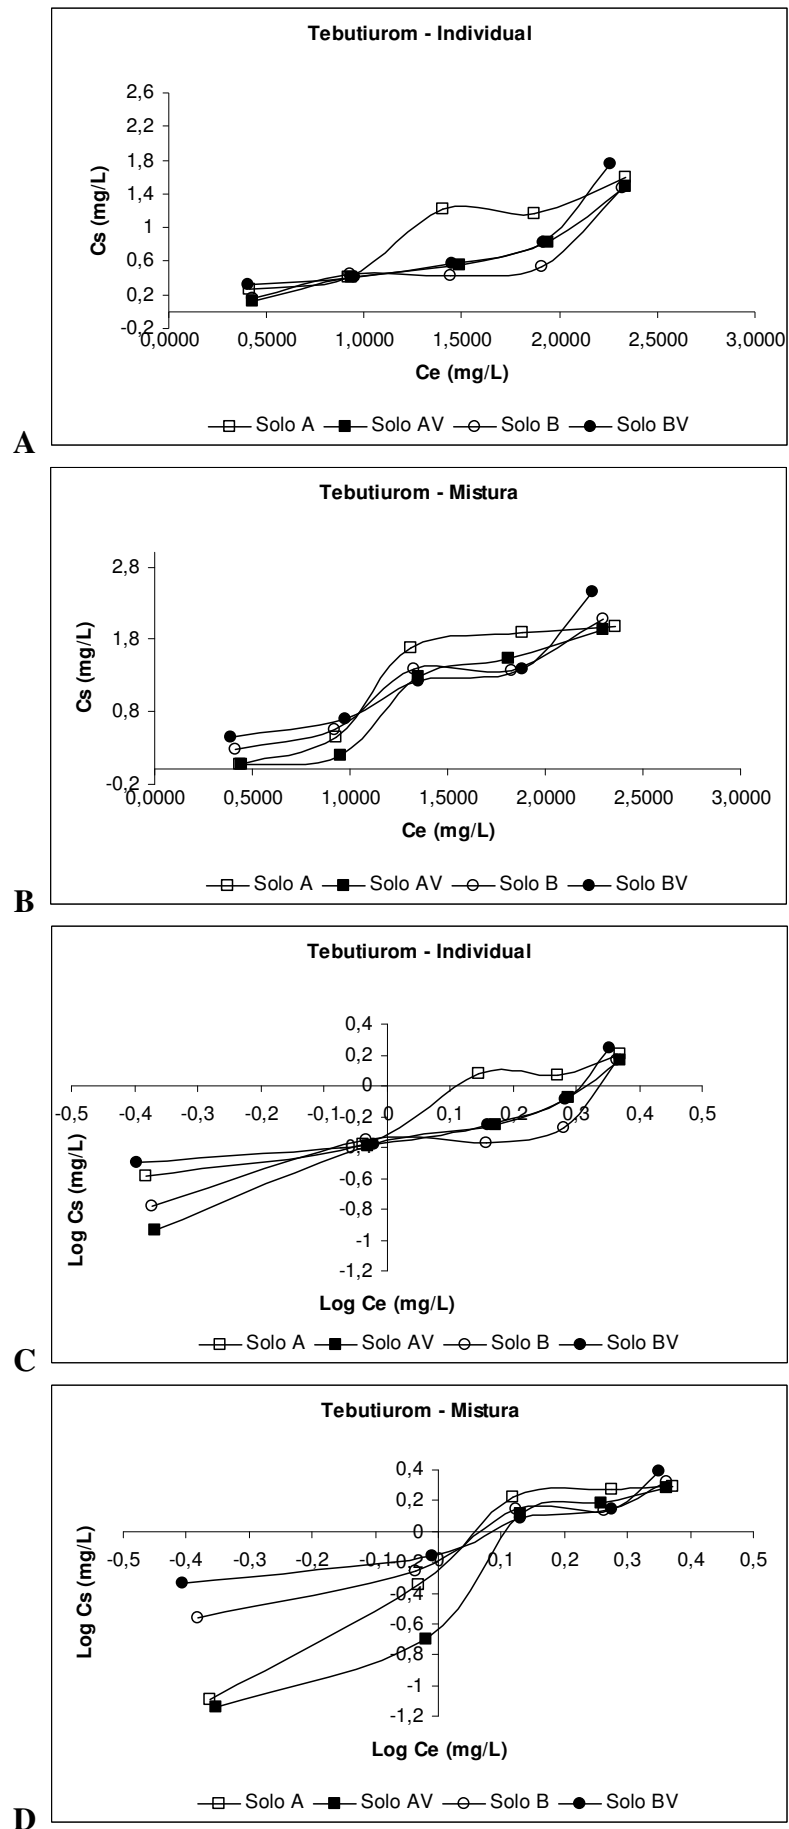 Tebutiurom - Individual
2,6
2,2
1,8
1,4
1
0,6
0,2
-0,2
Cs (mg/L)
0,0000 0,5000 1,0000 1,5000 2,0000 2,5000 3,0000
Ce (mg/L)
Solo A Solo AV Solo B Solo BV
A
Tebutiurom - Mistura
2,8
1,8
0,8
-0,2
Cs (mg/L)
0,0000 0,5000 1,0000 1,5000 2,0000 2,5000 3,0000
Ce (mg/L)
Solo A Solo AV Solo B Solo BV
B
Tebutiurom - Individual
0,4
0,2
0
-0,5 -0,4 -0,3 -0,2 -0,1 0 0,1 0,2 0,3 0,4 0,5
-0,2
-0,4
-0,6
-0,8
-1
-1,2
Log Cs (mg/L)
Log Ce (mg/L)
Solo A Solo AV Solo B Solo BV
C
Tebutiurom - Mistura
0,4
0,2
0
-0,5 -0,4 -0,3 -0,2 -0,1 0 0,1 0,2 0,3 0,4 0,5
-0,2
-0,4
-0,6
-0,8
-1
-1,2
Log Cs (mg/L)
Log Ce (mg/L)
Solo A Solo AV Solo B Solo BV
D